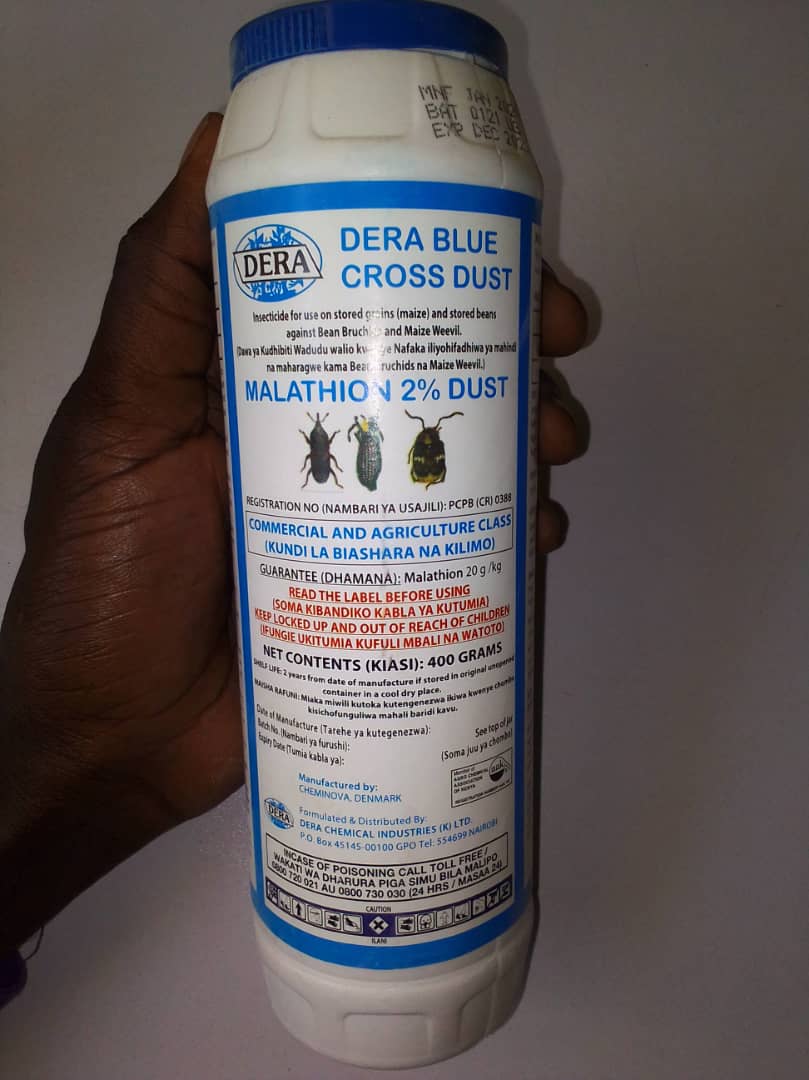 MNF JAN
BAT 0121
EXP DEC
DERA
DERA BLUE
CROSS DUST
Insecticide for use on stored grains (maize) and stored beans
against Bean Bruchids and Maize Weevil.
(Dawa ya Kudhibiti Wadudu walio Nafaka iliyohifadhiwa ya mahindi
na maharagwe kama Bean Bruchids na Maize Weevil.)
MALATHION 2% DUST
REGISTRATION NO (NAMBARI YA USAJILI): PCPB (CR) 0388
COMMERCIAL AND AGRICULTURE CLASS
(KUNDI LA BIASHARA NA KILIMO)
GUARANTEE (DHAMANA): Malathion 20 g /kg
READ THE LABEL BEFORE USING
(SOMA KIBANDIKO KABLA YA KUTUMIA)
KEEP LOCKED UP AND OUT OF REACH OF CHILDREN
(IFUNGIE UKITUMIA KUFULI MBALI NA WATOTO)
NET CONTENTS (KIASI): 400 GRAMS
SHELF LIFE: 2 years from date of manufacture if stored in original unopened
container in a cool dry place.
MAISHA RAFUNI: Miaka miwili kutoka kutengenezwa ikiwa kwenye chombo
kisichofunguliwa mahali baridi kavu.
Date of Manufacture (Tarehe ya kutegenezwa):
Batch No. (Nambari ya furushi):
Expiry Date (Tumia kabla ya):
See top of jar
(Soma juu ya chombo)
Manufactured by:
CHEMINOVA, DENMARK
Member of
AGRO CHEMICAL
ASSOCIATION
OF KENYA
DERA
Formulated & Distributed By:
DERA CHEMICAL INDUSTRIES (K) LTD.
P.O. Box 45145-00100 GPO Tel: 554699 NAIROBI
INCASE OF POISONING CALL TOLL FREE /
WAKATI WA DHARURA PIGA SIMU BILA MALIPO
0800 720 021 AU 0800 730 030 (24 HRS / MASAA 24)
CAUTION
ILANI